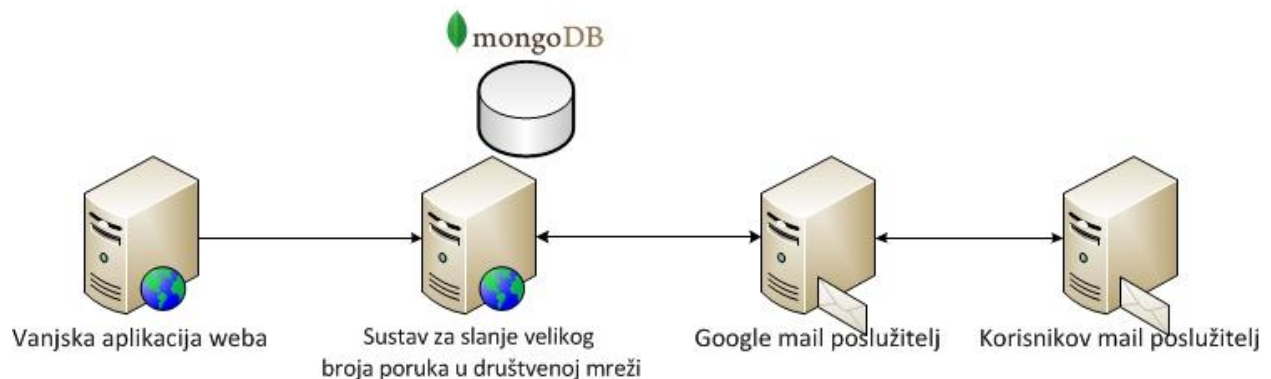 mongoDB
Vanjska aplikacija weba
Sustav za slanje velikog
broja poruka u društvenoj mreži
Google mail poslužitelj
Korisnikov mail poslužitelj